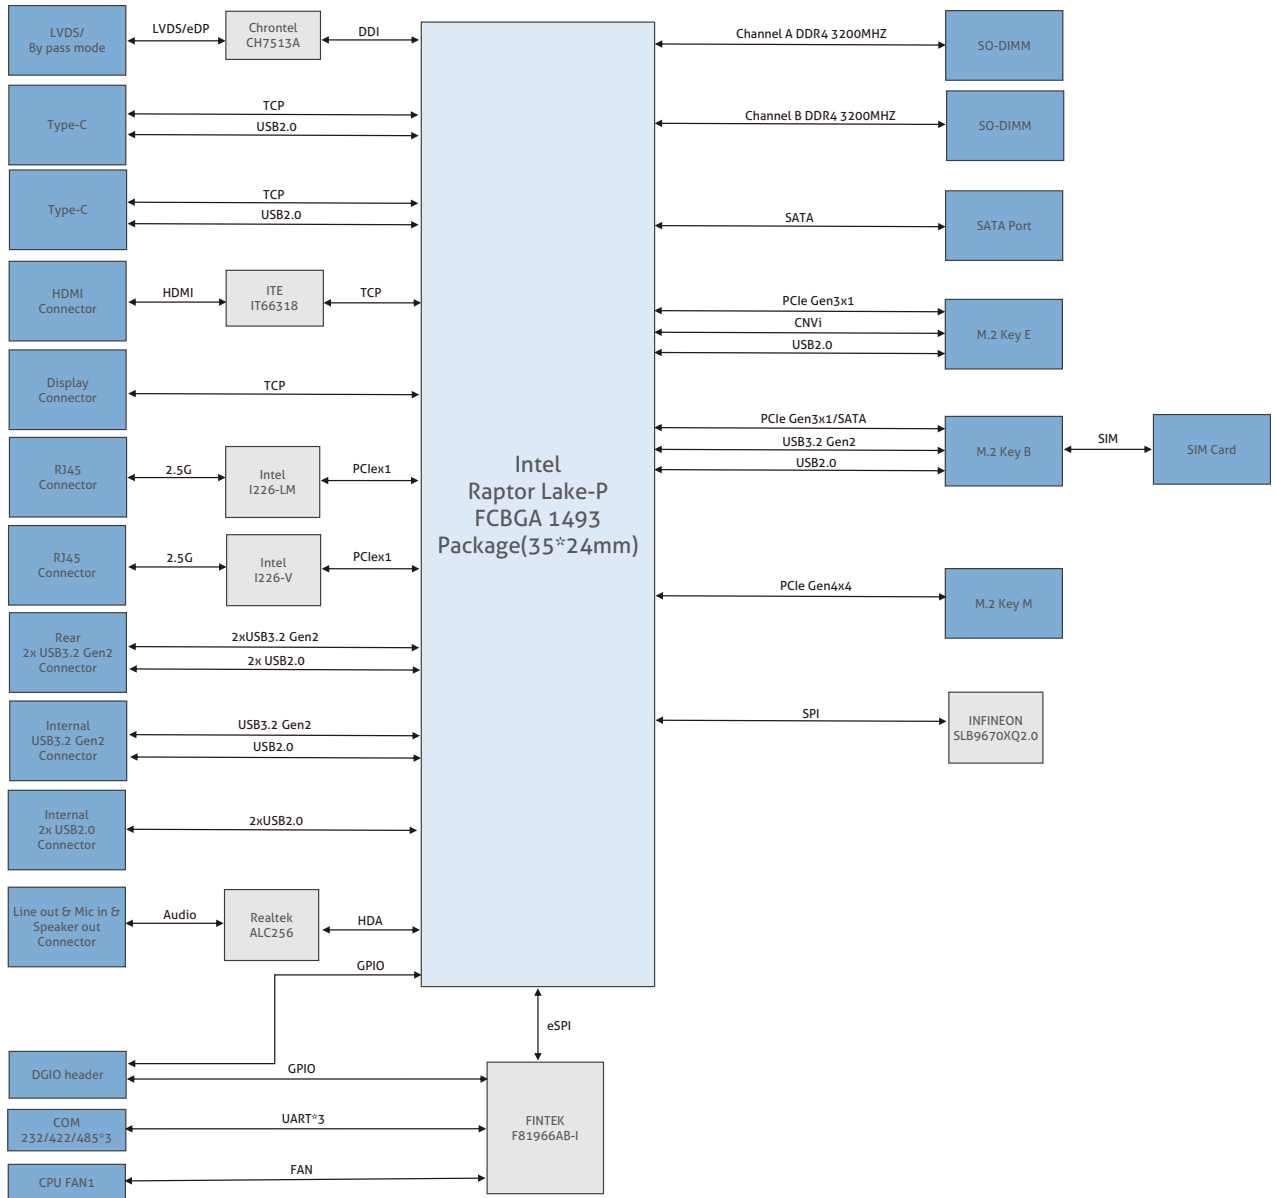 LVDS/
By pass mode
LVDS/eDP
Chrontel
CH7513A
DDI
Channel A DDR4 3200MHZ
SO-DIMM
Type-C
TCP
USB2.0
Channel B DDR4 3200MHZ
SO-DIMM
Type-C
TCP
USB2.0
SATA
SATA Port
HDMI
Connector
HDMI
ITE
IT66318
TCP
PCIe Gen3x1
CNVi
USB2.0
M.2 Key E
Display
Connector
TCP
PCIe Gen3x1/SATA
USB3.2 Gen2
USB2.0
M.2 Key B
SIM
SIM Card
RJ45
Connector
2.5G
Intel
I226-LM
PCIex1
Intel
Raptor Lake-P
FCBGA 1493
Package(35*24mm)
RJ45
Connector
2.5G
Intel
I226-V
PCIex1
PCIe Gen4x4
M.2 Key M
Rear
2x USB3.2 Gen2
Connector
2xUSB3.2 Gen2
2x USB2.0
Internal
USB3.2 Gen2
Connector
USB3.2 Gen2
USB2.0
SPI
INFINEON
SLB9670XQ2.0
Internal
2x USB2.0
Connector
2xUSB2.0
Line out & Mic in &
Speaker out
Connector
Audio
Realtek
ALC256
HDA
GPIO
eSPI
DGIO header
GPIO
COM
232/422/485*3
UART*3
FINTEK
F81966AB-I
CPU FAN1
FAN